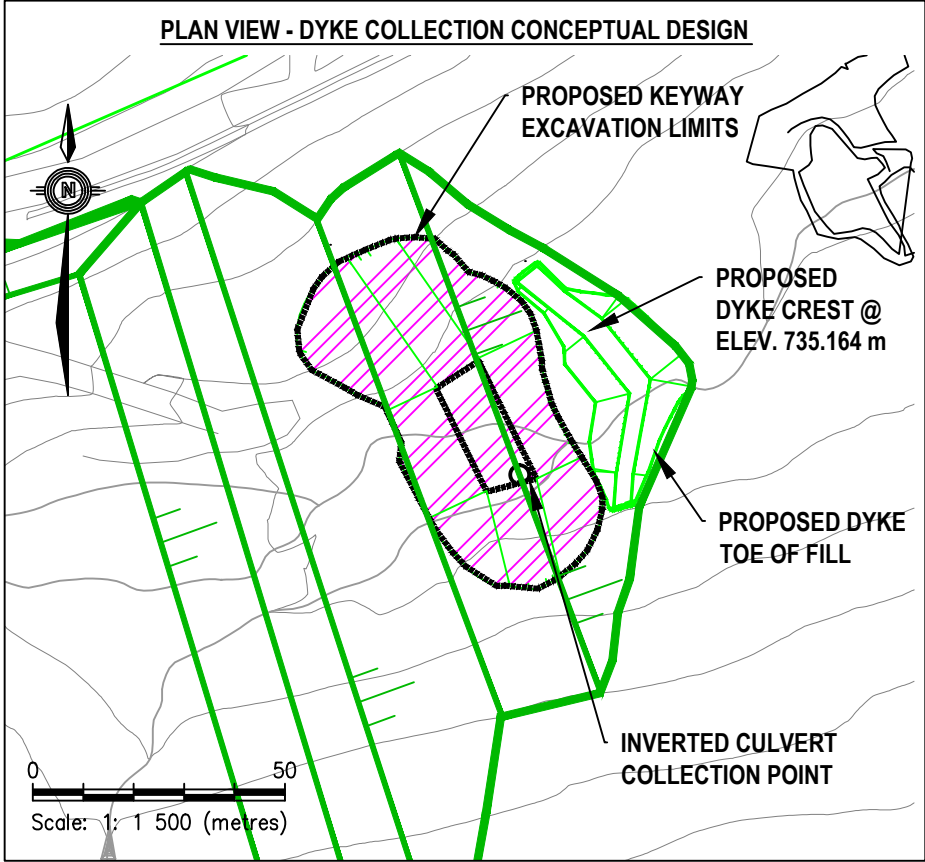 PLAN VIEW - DYKE COLLECTION CONCEPTUAL DESIGN
PROPOSED KEYWAY
EXCAVATION LIMITS
N
PROPOSED
DYKE CREST @
ELEV. 735.164 m
PROPOSED DYKE
TOE OF FILL
INVERTED CULVERT
COLLECTION POINT
0 50
Scale: 1: 1 500 (metres)